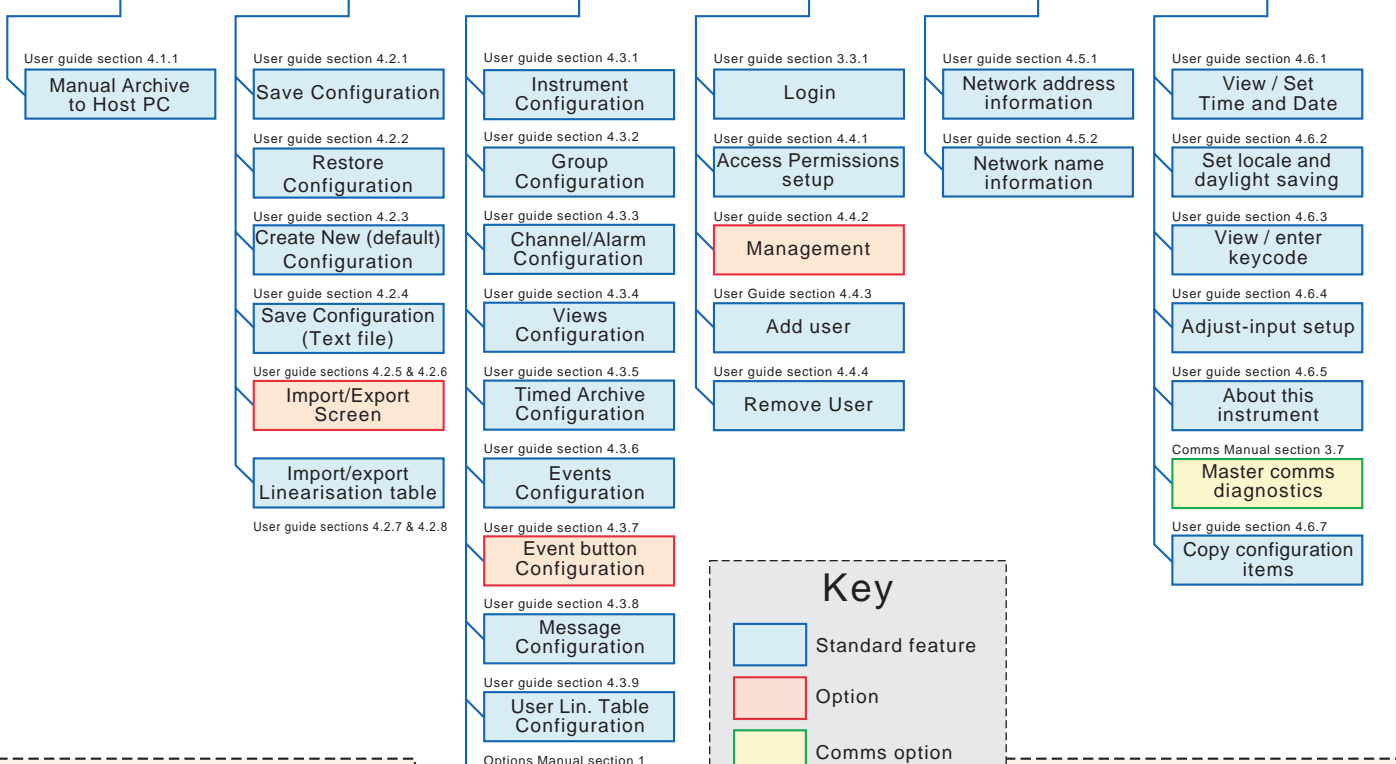 User guide section 4.1.1
Manual Archive
to Host PC
User guide section 4.2.1
Save Configuration
User guide section 4.2.2
Restore
Configuration
User guide section 4.2.3
Create New (default)
Configuration
User guide section 4.2.4
Save Configuration
(Text file)
User guide sections 4.2.5 & 4.2.6
Import/Export
Screen
Import/export
Linearisation table
User guide sections 4.2.7 & 4.2.8
User guide section 4.3.1
Instrument
Configuration
User guide section 4.3.2
Group
Configuration
User guide section 4.3.3
Channel/Alarm
Configuration
User guide section 4.3.4
Views
Configuration
User guide section 4.3.5
Timed Archive
Configuration
User guide section 4.3.6
Events
Configuration
User guide section 4.3.7
Event button
Configuration
User guide section 4.3.8
Message
Configuration
User guide section 4.3.9
User Lin. Table
Configuration
Options Manual section 1
User guide section 3.3.1
Login
User guide section 4.4.1
Access Permissions
setup
User guide section 4.4.2
Management
User Guide section 4.4.3
Add user
User guide section 4.4.4
Remove User
User guide section 4.5.1
Network address
information
User guide section 4.5.2
Network name
information
User guide section 4.6.1
View / Set
Time and Date
User guide section 4.6.2
Set locale and
daylight saving
User guide section 4.6.3
View / enter
keycode
User guide section 4.6.4
Adjust-input setup
User guide section 4.6.5
About this
instrument
Comms Manual section 3.7
Master comms
diagnostics
User guide section 4.6.7
Copy configuration
items
Key
Standard feature
Option
Comms option